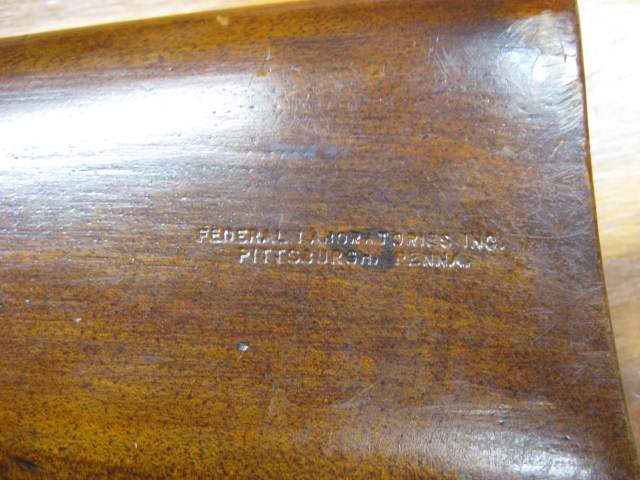 FEDERAL LABORATORIES INC.
PITTSBURGH, PENNA.